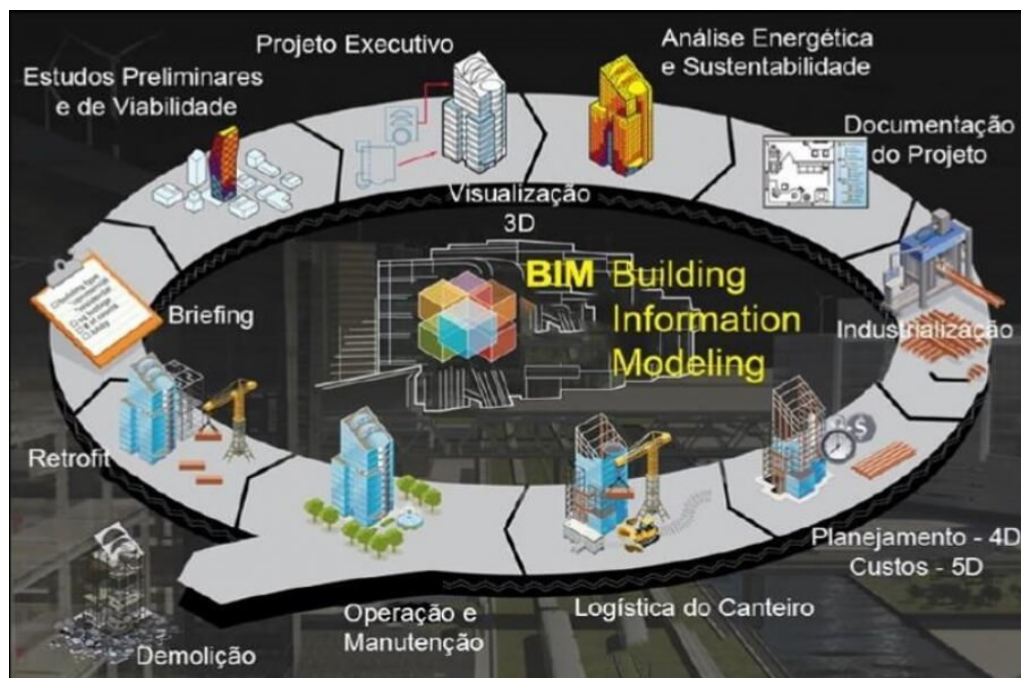 Projeto Executivo
Análise Energética
e Sustentabilidade
Estudos Preliminares
e de Viabilidade
Documentação
do Projeto
Visualização
3D
BIM Building
Information
Modeling
Briefing
Industrialização
Retrofit
Planejamento - 4D
Custos - 5D
Logística do Canteiro
Operação e
Manutenção
Demolição